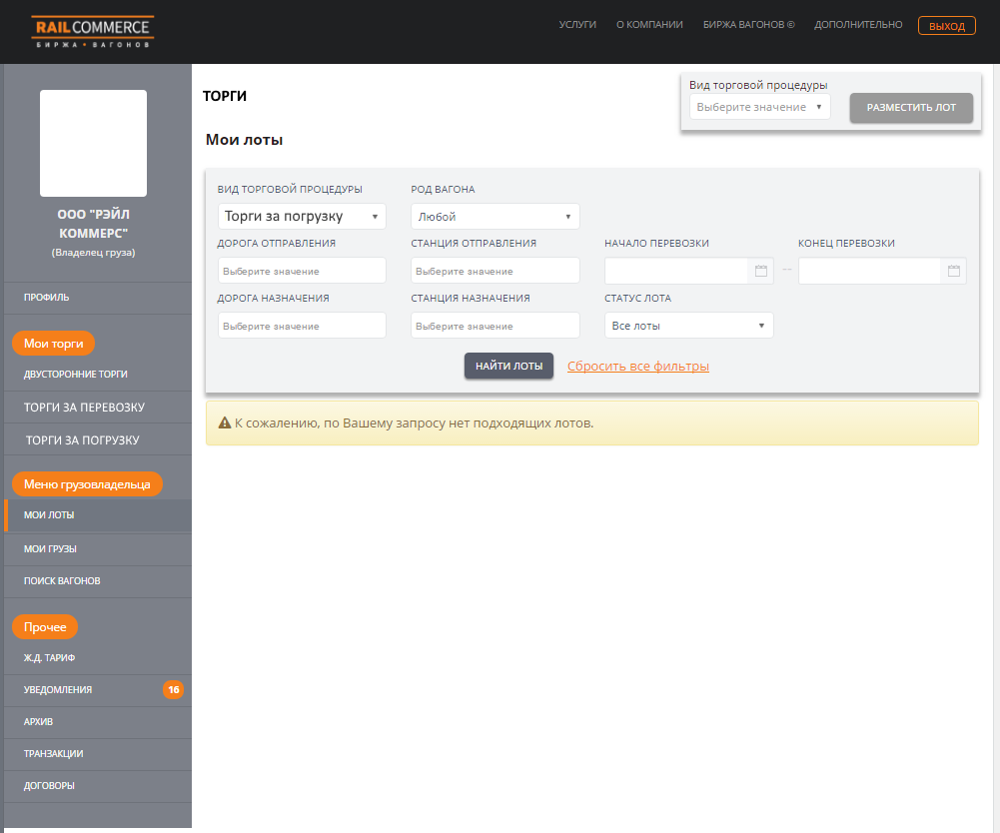 RAILCOMMERCE
БИРЖА • ВАГОНОВ
УСЛУГИ О КОМПАНИИ БИРЖА ВАГОНОВ © ДОПОЛНИТЕЛЬНО ВЫХОД
ООО "РЭЙЛ
КОММЕРС"
(Владелец груза)
ПРОФИЛЬ
Мои торги
ДВУСТОРОННИЕ ТОРГИ
ТОРГИ ЗА ПЕРЕВОЗКУ
ТОРГИ ЗА ПОГРУЗКУ
Меню грузовладельца
МОИ ЛОТЫ
МОИ ГРУЗЫ
ПОИСК ВАГОНОВ
Прочее
Ж.Д. ТАРИФ
УВЕДОМЛЕНИЯ 16
АРХИВ
ТРАНЗАКЦИИ
ДОГОВОРЫ
ТОРГИ
Вид торговой процедуры
Выберите значение РАЗМЕСТИТЬ ЛОТ
Мои лоты
ВИД ТОРГОВОЙ ПРОЦЕДУРЫ РОД ВАГОНА
Торги за погрузку Любой
ДОРОГА ОТПРАВЛЕНИЯ СТАНЦИЯ ОТПРАВЛЕНИЯ НАЧАЛО ПЕРЕВОЗКИ КОНЕЦ ПЕРЕВОЗКИ
Выберите значение Выберите значение --
ДОРОГА НАЗНАЧЕНИЯ СТАНЦИЯ НАЗНАЧЕНИЯ СТАТУС ЛОТА
Выберите значение Выберите значение Все лоты
НАЙТИ ЛОТЫ Сбросить все фильтры
К сожалению, по Вашему запросу нет подходящих лотов.